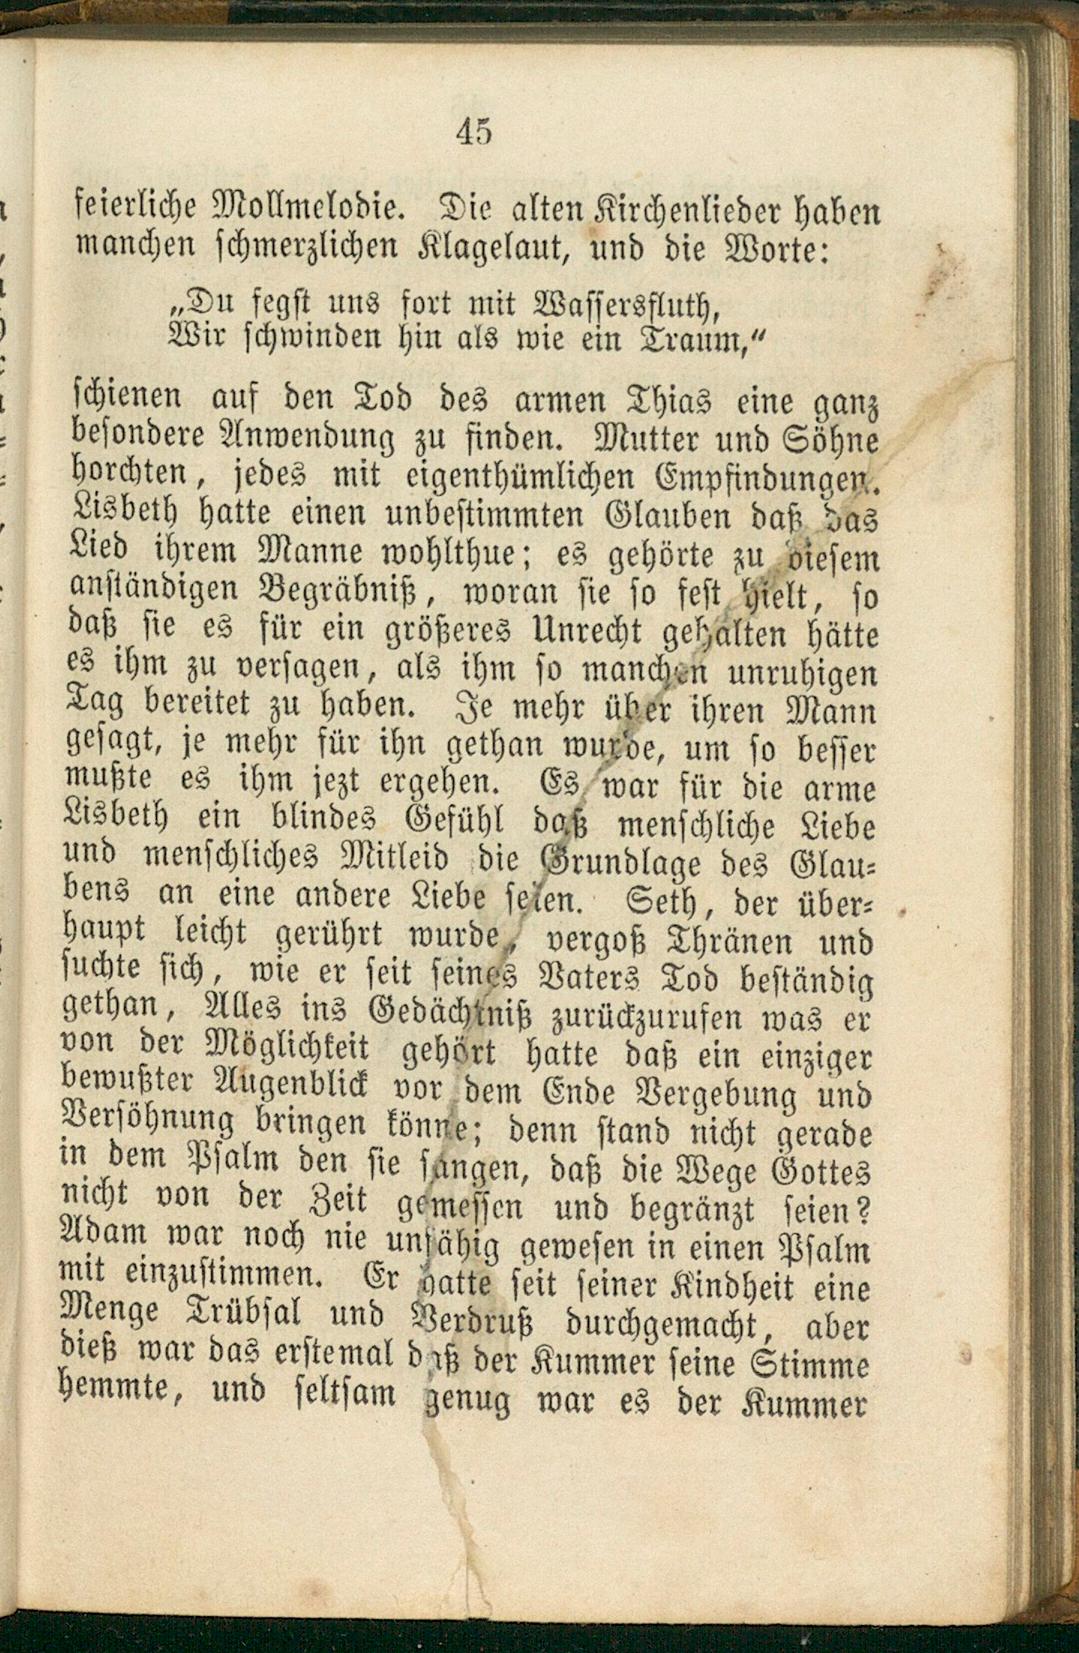 45
feierliche Mollmelodie. Die alten Kirchenlieder haben
manchen schmerzlichen Klagelaut, und die Worte:
„Du fegst uns fort mit Wassersfluth,
Wir schwinden hin als wie ein Traum,“
schienen auf den Tod des armen Thias eine ganz
besondere Anwendung zu finden. Mutter und Söhne
horchten, jedes mit eigenthümlichen Empfindungen.
Lisbeth hatte einen unbestimmten Glauben daß das
Lied ihrem Manne wohlthue; es gehörte zu diesem
anständigen Begräbniß, woran sie so fest hielt, so
daß sie es für ein größeres Unrecht gehalten hätte
es ihm zu versagen, als ihm so manchen unruhigen
Tag bereitet zu haben. Je mehr über ihren Mann
gesagt, je mehr für ihn gethan wurde, um so besser
mußte es ihm jezt ergehen. Es war für die arme
Lisbeth ein blindes Gefühl daß menschliche Liebe
und menschliches Mitleid die Grundlage des Glau-
bens an eine andere Liebe seien. Seth, der über-
haupt leicht gerührt wurde, vergoß Thränen und
suchte sich, wie er seit seines Vaters Tod beständig
gethan, Alles ins Gedächtniß zurückzurufen was er
von der Möglichkeit gehört hatte daß ein einziger
bewußter Augenblick vor dem Ende Vergebung und
Versöhnung bringen könne; denn stand nicht gerade
in dem Psalm den sie sangen, daß die Wege Gottes
nicht von der Zeit gemessen und begränzt seien?
Adam war noch nie unfähig gewesen in einen Psalm
mit einzustimmen. Er hatte seit seiner Kindheit eine
Menge Trübsal und Verdruß durchgemacht, aber
dieß war das erstemal daß der Kummer seine Stimme
hemmte, und seltsam genug war es der Kummer